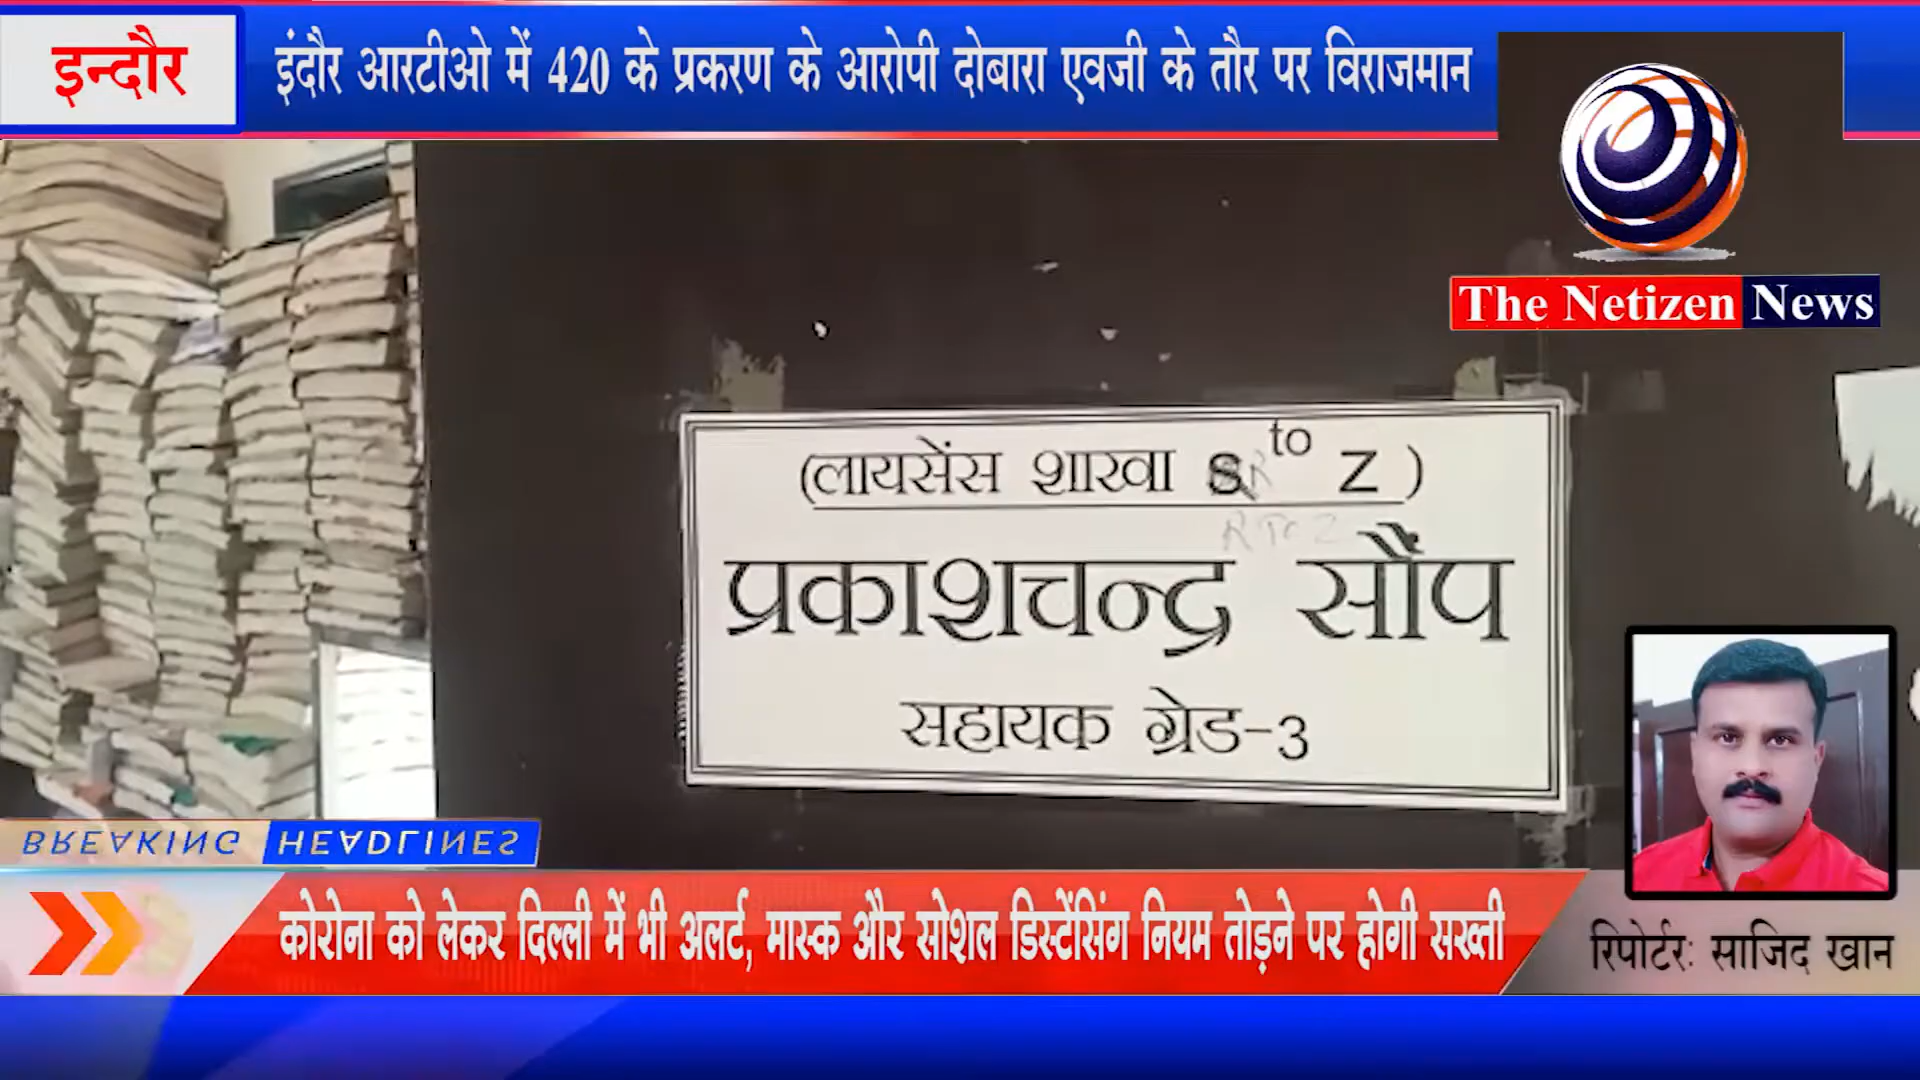 इन्दौर
इंदौर आरटीओ में 420 के प्रकरण के आरोपी दोबारा एवजी के तौर पर विराजमान
The Netizen News
(लायसेंस शाखा S to Z)
R To Z
प्रकाशचन्द्र सौंप
सहायक ग्रेड-3
BREAKING HEADLINES
कोरोना को लेकर दिल्ली में भी अलर्ट, मास्क और सोशल डिस्टेंसिंग नियम तोड़ने पर होगी सख्ती
रिपोर्टर: साजिद खान